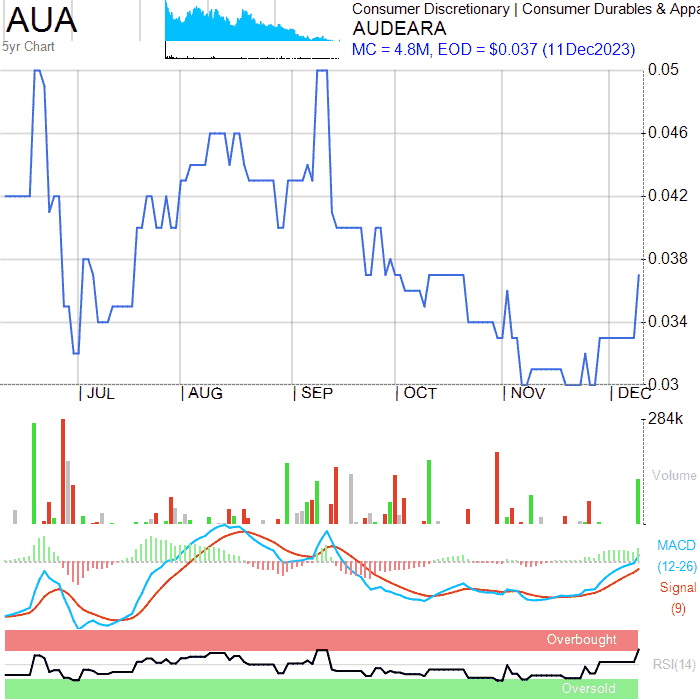 AUA
5yr Chart
Consumer Discretionary | Consumer Durables & Appa
AUDEARA
MC = 4.8M, EOD = $0.037 (11Dec2023)
0.05
0.046
0.042
0.038
0.034
0.03
JUL AUG SEP OCT NOV DEC
284k
Volume
MACD
(12-26)
Signal
(9)
Overbought
RSI(14)
Oversold